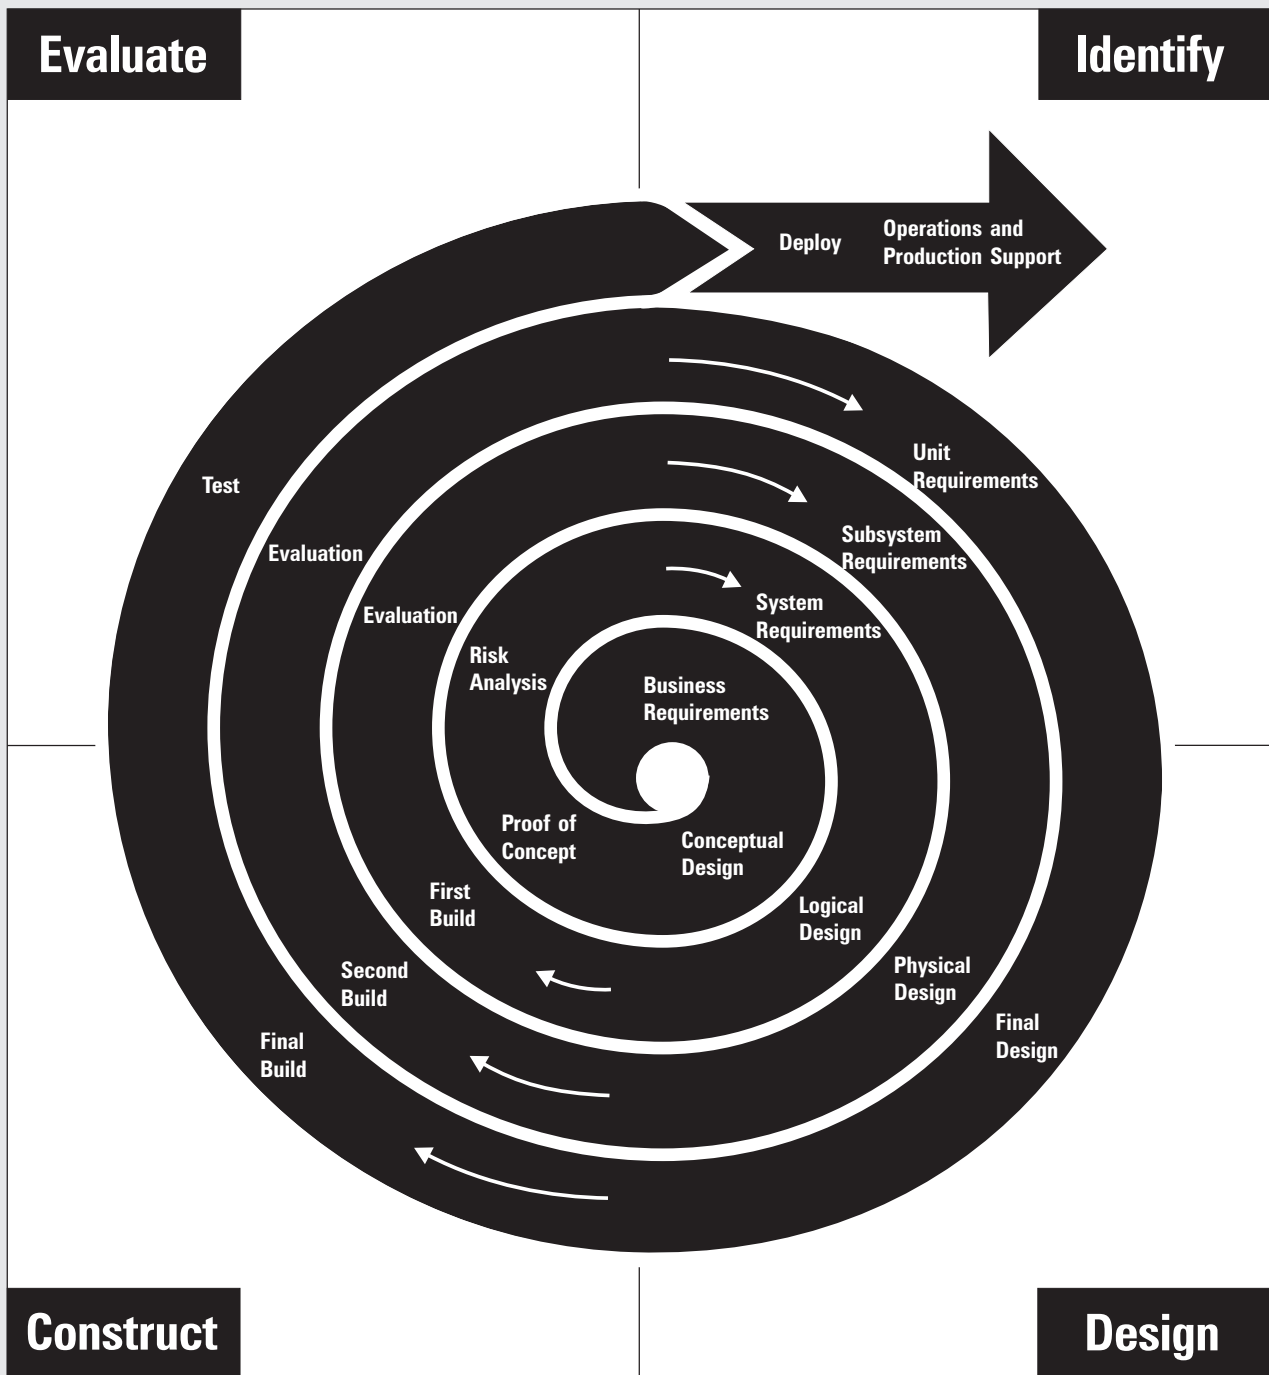 Evaluate
Identify
Deploy
Operations and
Production Support
Unit
Requirements
Test
Subsystem
Requirements
Evaluation
System
Requirements
Evaluation
Risk
Analysis
Business
Requirements
Proof of
Concept
Conceptual
Design
First
Build
Logical
Design
Second
Build
Physical
Design
Final
Build
Final
Design
Construct
Design